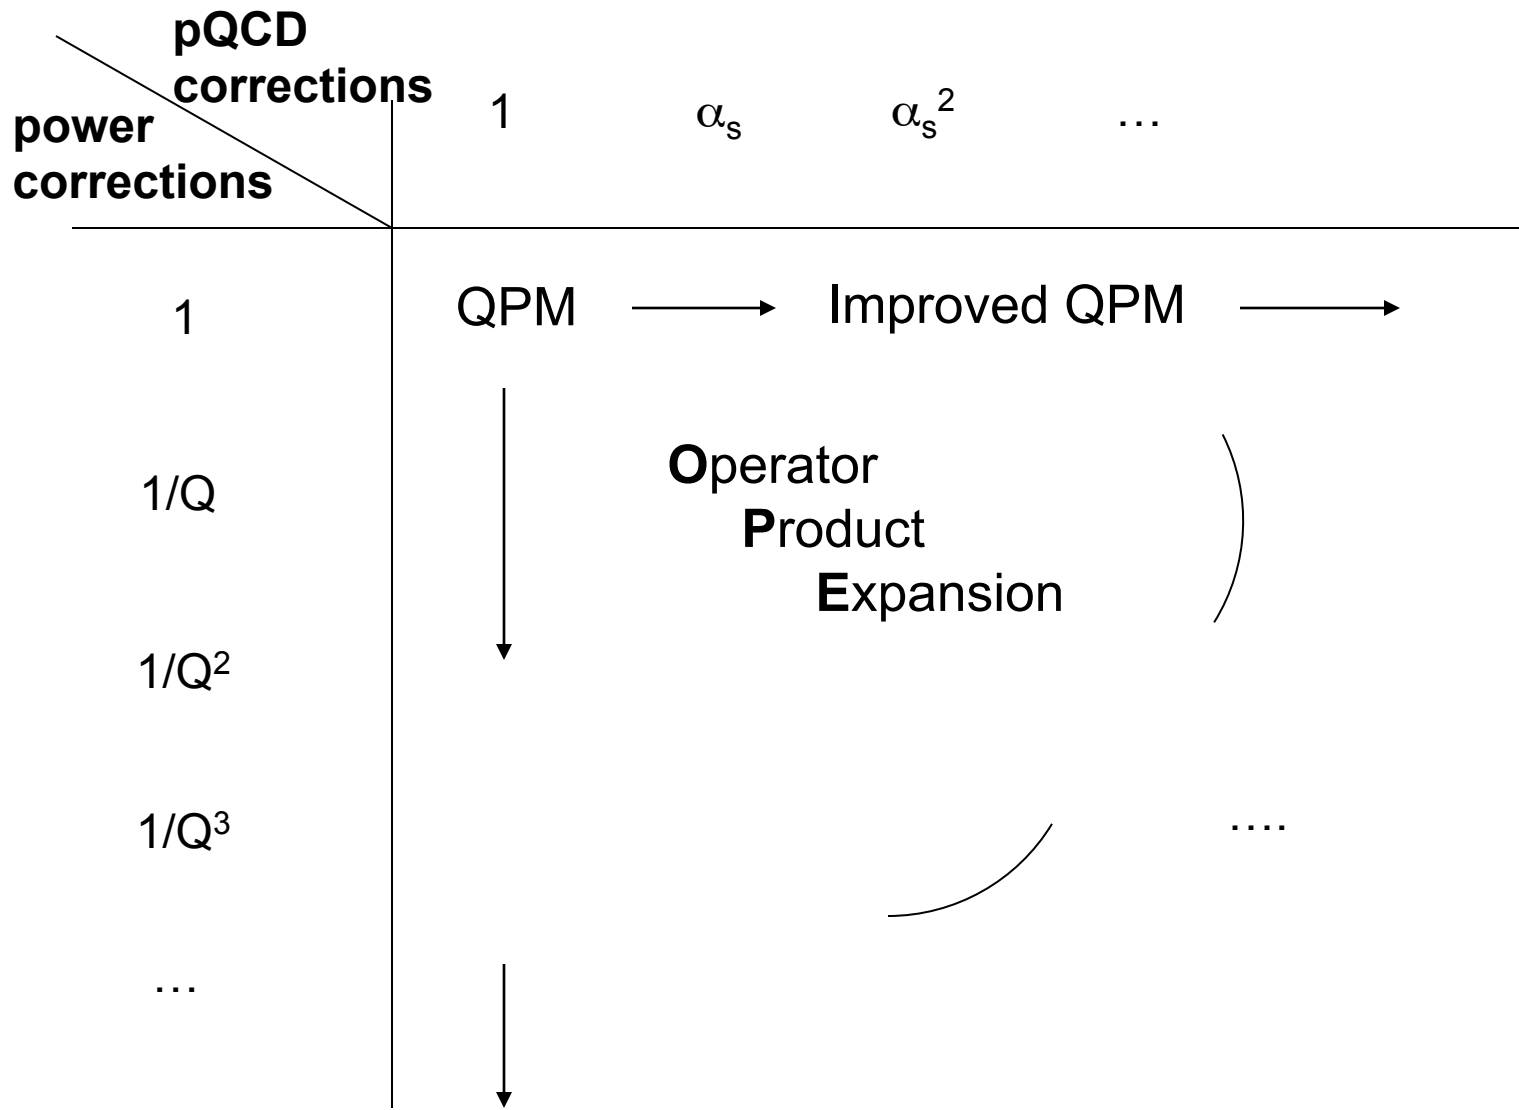 pQCD
corrections
power
corrections
1 αs αs² …
1 QPM Improved QPM
Operator
1/Q
Product
Expansion
1/Q²
1/Q³ ….
…